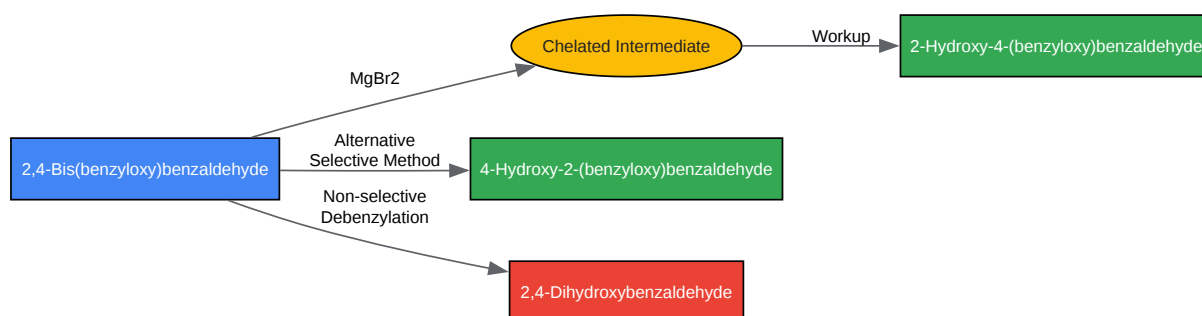 Chelated Intermediate
Workup
2-Hydroxy-4-(benzyloxy)benzaldehyde
MgBr2
2,4-Bis(benzyloxy)benzaldehyde
Alternative
Selective Method
4-Hydroxy-2-(benzyloxy)benzaldehyde
Non-selective
Debenzylation
2,4-Dihydroxybenzaldehyde